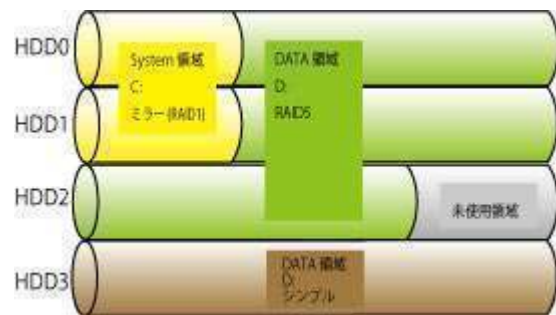 HDD0
System 領域
C:
ミラー(RAID1)
DATA 領域
D:
RAID5
HDD1
HDD2
未使用領域
HDD3
DATA 領域
D:
シンプル